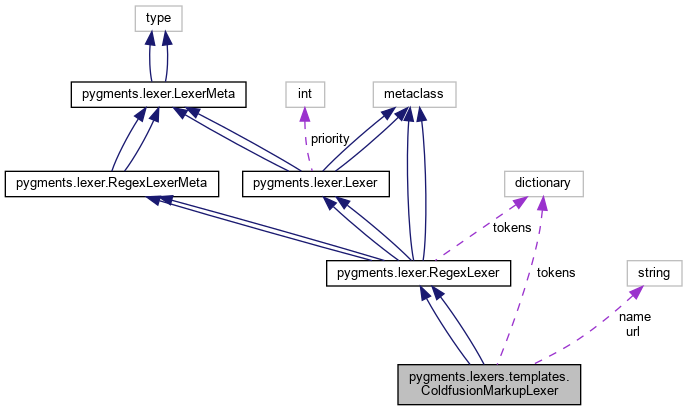 type
pygments.lexer.LexerMeta
int
metaclass
priority
pygments.lexer.RegexLexerMeta
pygments.lexer.Lexer
dictionary
tokens
pygments.lexer.RegexLexer
tokens
string
name
url
pygments.lexers.templates.
ColdfusionMarkupLexer